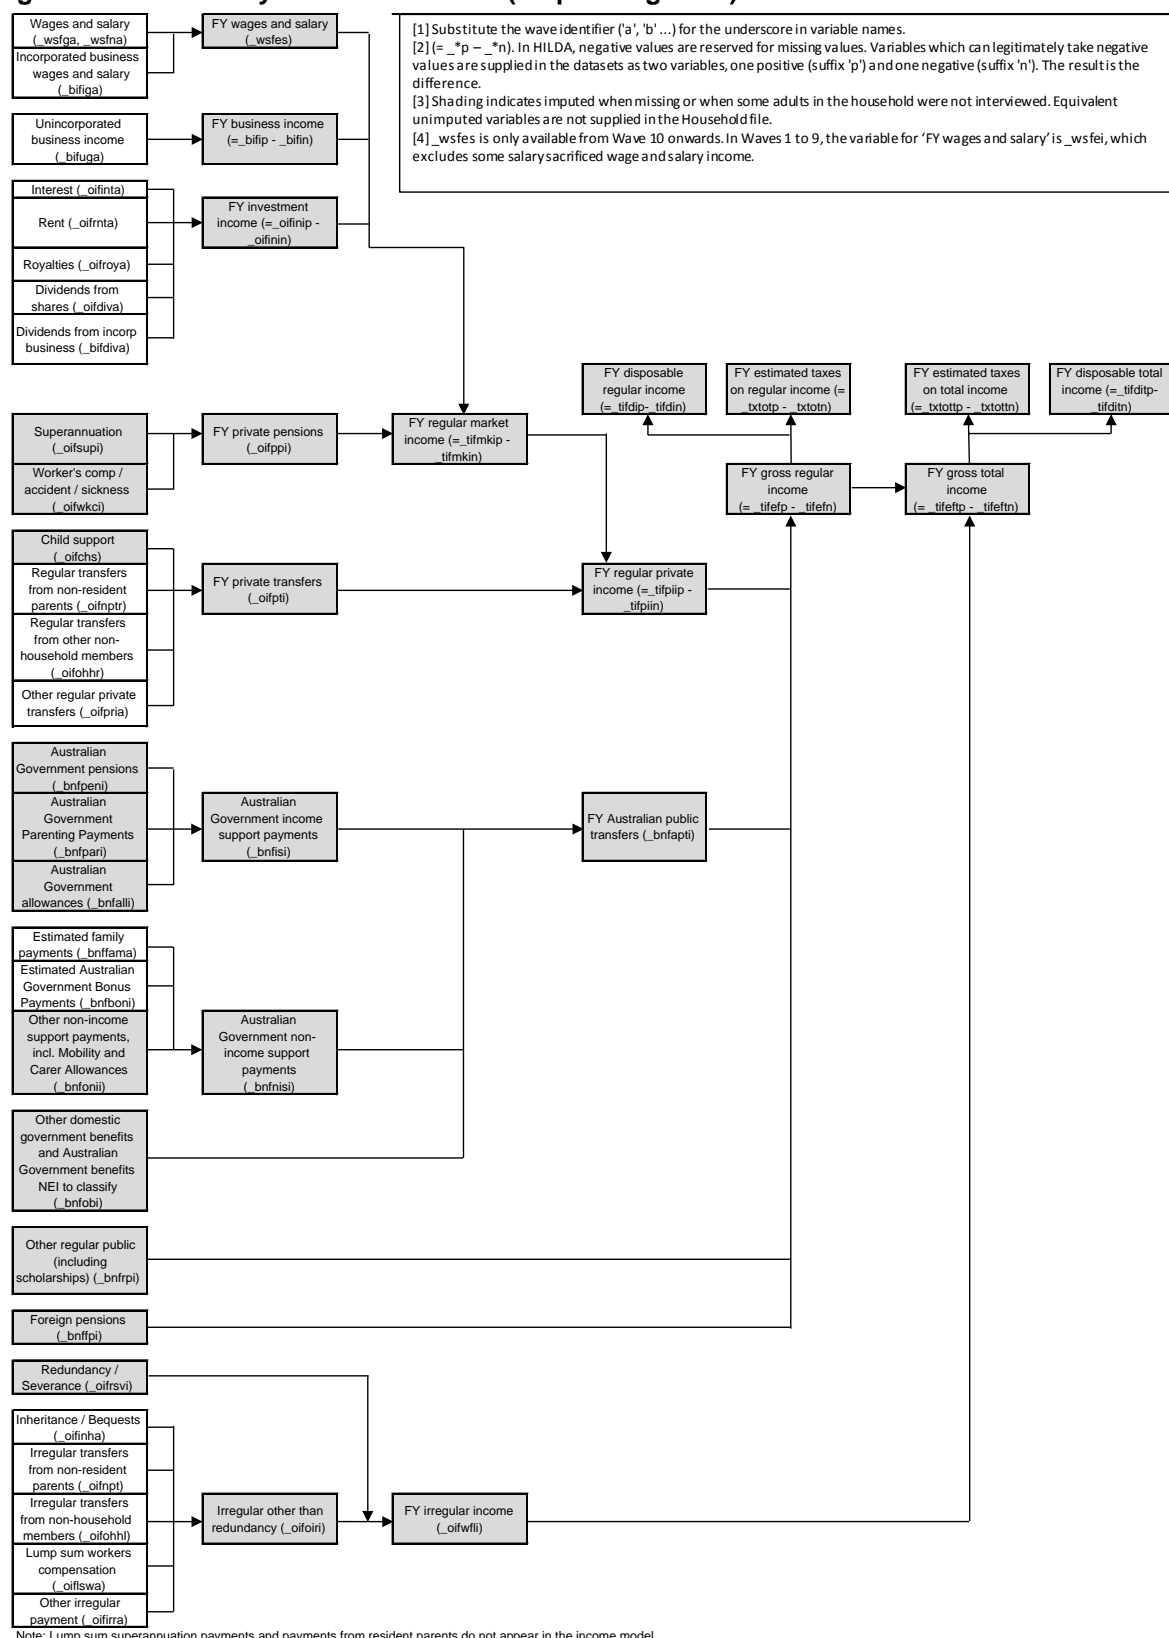 Wages and salary
(_wsfga, _wsfna)
Incorporated business
wages and salary
(_bifiga)
FY wages and salary
(_wsfes)
[1] Substitute the wave identifier ('a', 'b' ...) for the underscore in variable names.
[2] (= _*p – _*n). In HILDA, negative values are reserved for missing values. Variables which can legitimately take negative
values are supplied in the datasets as two variables, one positive (suffix 'p') and one negative (suffix 'n'). The result is the
difference.
[3] Shading indicates imputed when missing or when some adults in the household were not interviewed. Equivalent
unimputed variables are not supplied in the Household file.
[4] _wsfes is only available from Wave 10 onwards. In Waves 1 to 9, the variable for ‘FY wages and salary’ is _wsfei, which
excludes some salary sacrificed wage and salary income.
Unincorporated
business income
(_bifuga)
FY business income
(=_bifip - _bifin)
Interest (_oifinta)
Rent (_oifrnta)
Royalties (_oifroya)
Dividends from
shares (_oifdiva)
Dividends from incorp
business (_bifdiva)
FY investment
income (=_oifinip -
_oifinin)
FY disposable
regular income
(=_tifdip-_tifdin)
FY estimated taxes
on regular income (=
_txtotp - _txtotn)
FY estimated taxes
on total income
(=_txtottp - _txtottn)
FY disposable total
income (=_tifditp-
_tifditn)
Superannuation
(_oifsupi)
Worker's comp /
accident / sickness
(_oifwkci)
FY private pensions
(_oifppi)
FY regular market
income (=_tifmkip -
_tifmkin)
FY gross regular
income
(= _tifefp - _tifefn)
FY gross total
income
(= _tifeftp - _tifeftn)
Child support
(_oifchs)
Regular transfers
from non-resident
parents (_oifnptr)
Regular transfers
from other non-
household members
(_oifohhr)
Other regular private
transfers (_oifpria)
FY private transfers
(_oifpti)
FY regular private
income (=_tifpiip -
_tifpiin)
Australian
Government pensions
(_bnfpeni)
Australian
Government
Parenting Payments
(_bnfpari)
Australian
Government
allowances (_bnfalli)
Australian
Government income
support payments
(_bnfisi)
FY Australian public
transfers (_bnfapti)
Estimated family
payments (_bnffama)
Estimated Australian
Government Bonus
Payments (_bnfboni)
Other non-income
support payments,
incl. Mobility and
Carer Allowances
(_bnfonii)
Australian
Government non-
income support
payments
(_bnfnisi)
Other domestic
government benefits
and Australian
Government benefits
NEI to classify
(_bnfobi)
Other regular public
(including
scholarships) (_bnfrpi)
Foreign pensions
(_bnffpi)
Redundancy /
Severance (_oifrsvi)
Inheritance / Bequests
(_oifinha)
Irregular transfers
from non-resident
parents (_oifnpt)
Irregular transfers
from non-household
members (_oifohhl)
Lump sum workers
compensation
(_oiflswa)
Other irregular
payment (_oifirra)
Irregular other than
redundancy (_oifoiri)
FY irregular income
(_oifwfli)
Note: Lump sum superannuation payments and payments from resident parents do not appear in the income model